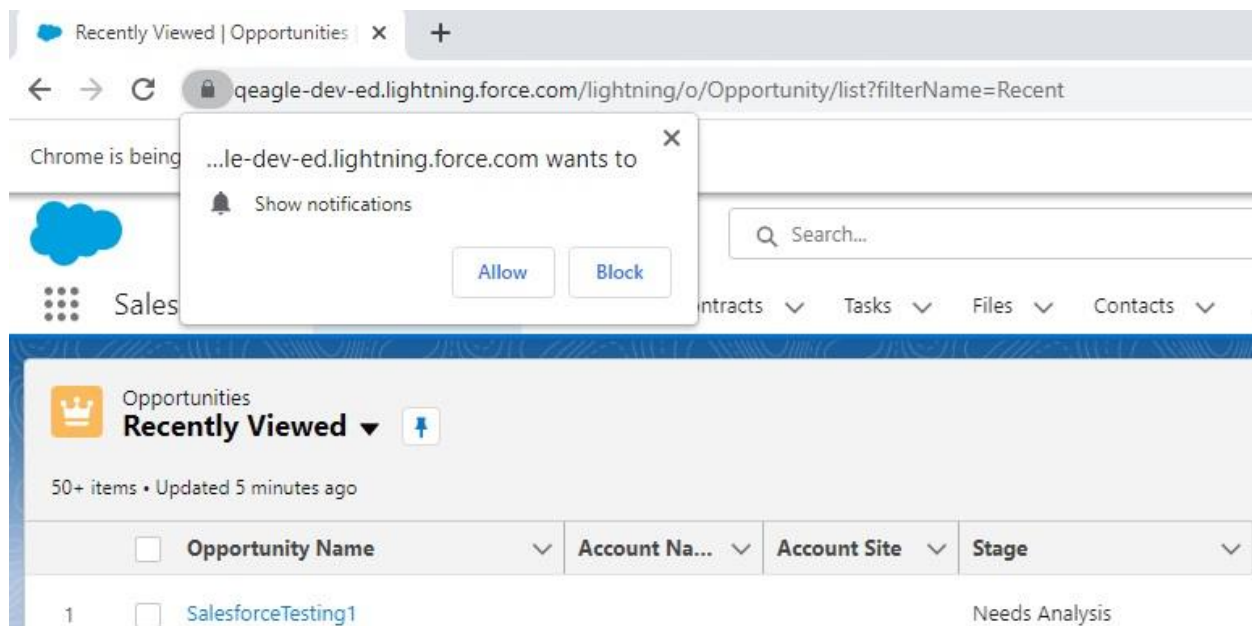 Recently Viewed | Opportunities
qeagle-dev-ed.lightning.force.com/lightning/o/Opportunity/list?filterName=Recent
Chrome is being
...le-dev-ed.lightning.force.com wants to
Show notifications
Allow Block
Search...
Sales ntracts Tasks Files Contacts
Opportunities
Recently Viewed
50+ items • Updated 5 minutes ago
Opportunity Name Account Na... Account Site Stage
1 SalesforceTesting1 Needs Analysis